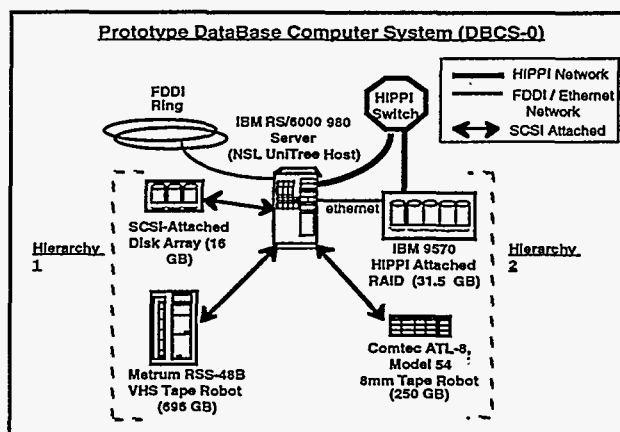 Prototype DataBase Computer System (DBCS-0)
FDDI
Ring
IBM RS/6000 980
Server
(NSL UniTree Host)
HIPPI
Switch
HIPPI Network
FDDI / Ethernet
Network
SCSI Attached
ethernet
Hierarchy
1
SCSI-Attached
Disk Array (16
GB)
IBM 9570
HIPPI Attached
RAID (31.5 GB)
Hierarchy
2
Metrum RSS-48B
VHS Tape Robot
(696 GB)
Comtec ATL-8,
Model 54
8mm Tape Robot
(250 GB)